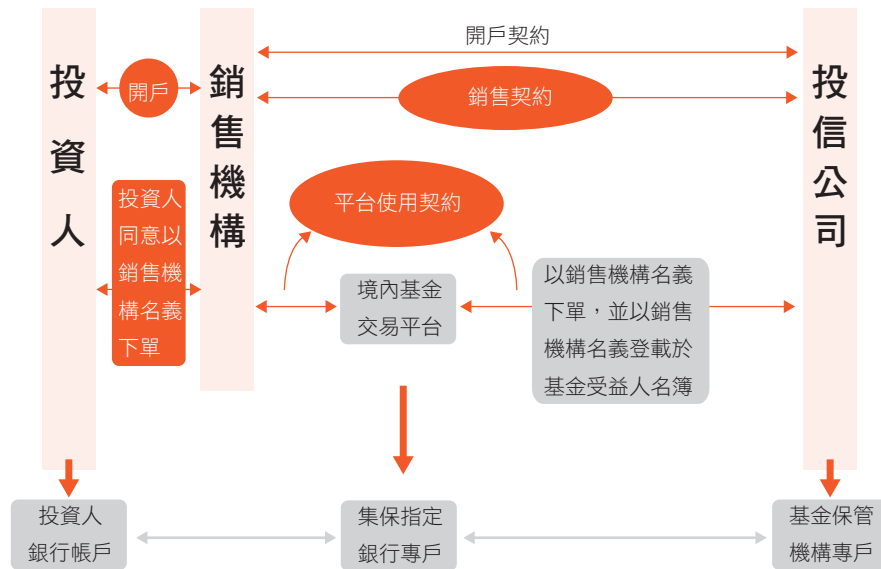 開戶契約
投資人
開戶
銷售機構
銷售契約
投信公司
投資人
同意以
銷售機
構名義
下單
平台使用契約
境內基金
交易平台
以銷售機構名義
下單，並以銷售
機構名義登載於
基金受益人名簿
投資人
銀行帳戶
集保指定
銀行專戶
基金保管
機構專戶